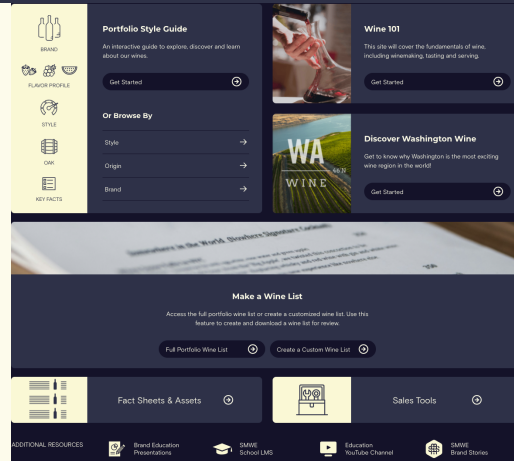 BRAND
FLAVOR PROFILE
STYLE
OAK
KEY FACTS
Portfolio Style Guide
An interactive guide to explore, discover and learn
about our wines.
Get Started
Or Browse By
Style
Origin
Brand
Wine 101
This site will cover the fundamentals of wine,
including winemaking, tasting and serving.
Get Started
WA
WINE
Discover Washington Wine
Get to know why Washington is the most exciting
wine region in the world!
Get Started
Somewhere in the World
Make a Wine List
Access the full portfolio wine list or create a customized wine list. Use this
feature to create and download a wine list for review.
Full Portfolio Wine List
Create a Custom Wine List
Fact Sheets & Assets
Sales Tools
ADDITIONAL RESOURCES
Brand Education
Presentations
SMWE
School LMS
Education
YouTube Channel
SMWE
Brand Stories